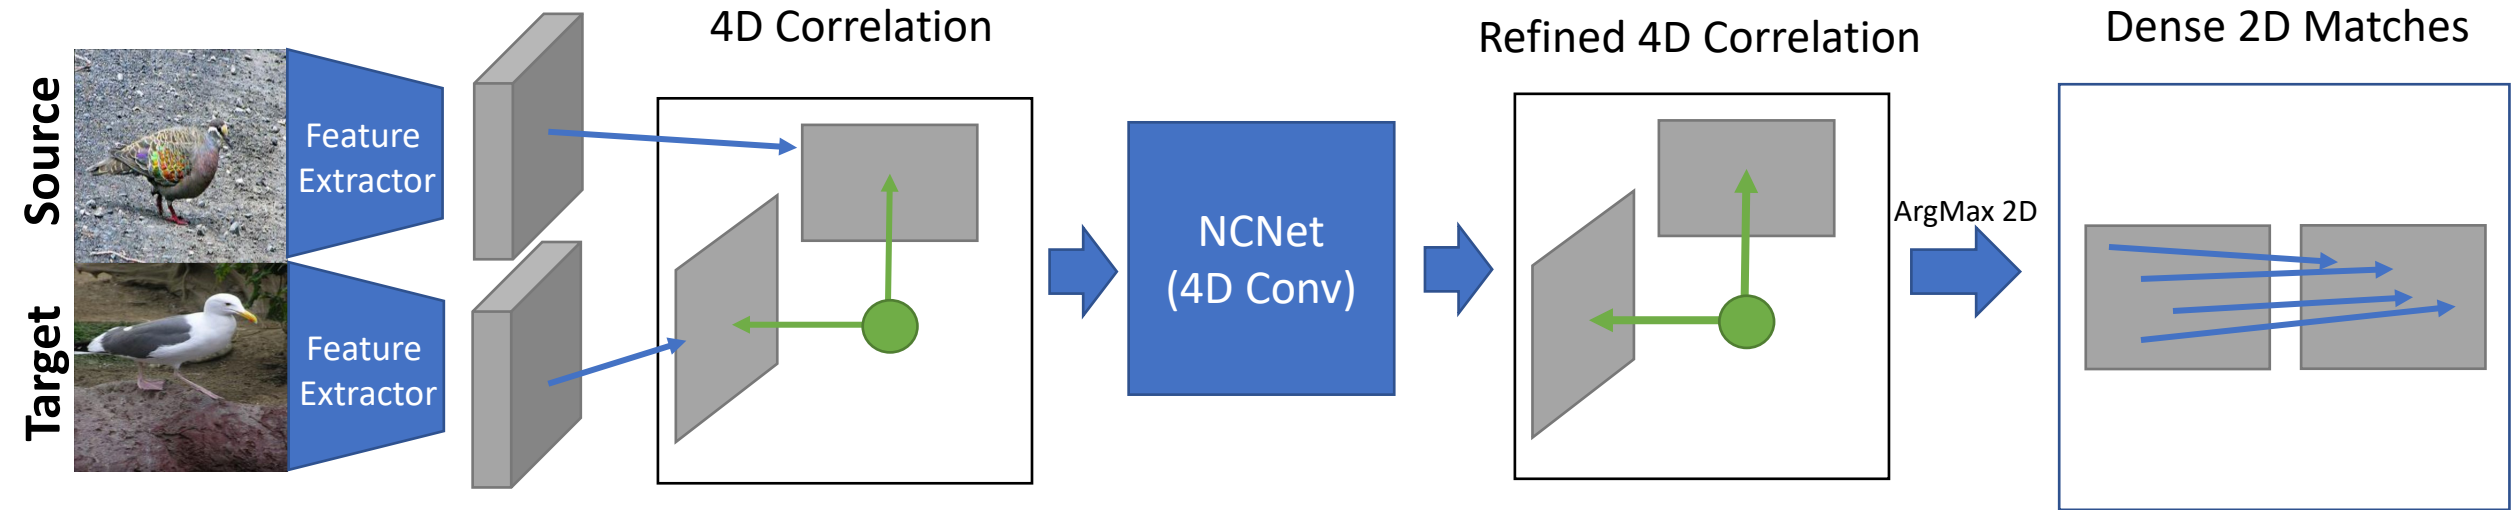 Source
Target
Feature
Extractor
Feature
Extractor
4D Correlation
NCNet
(4D Conv)
Refined 4D Correlation
ArgMax 2D
Dense 2D Matches